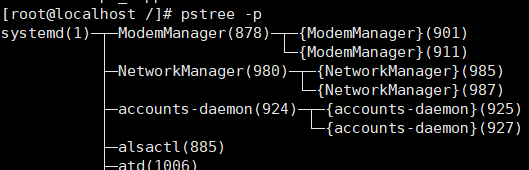 [root@localhost /]# pstree -p
systemd(1)─┬─ModemManager(878)─┬─{ModemManager}(901)
└─{ModemManager}(911)
├─NetworkManager(980)─┬─{NetworkManager}(985)
└─{NetworkManager}(987)
├─accounts-daemon(924)─┬─{accounts-daemon}(925)
└─{accounts-daemon}(927)
├─alsactl(885)
├─atd(1006)